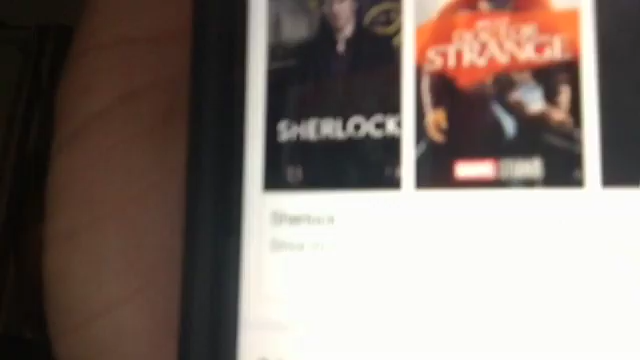 SHERLOCK
DOCTOR
STRANGE
MARVEL STUDIOS
Sherlock